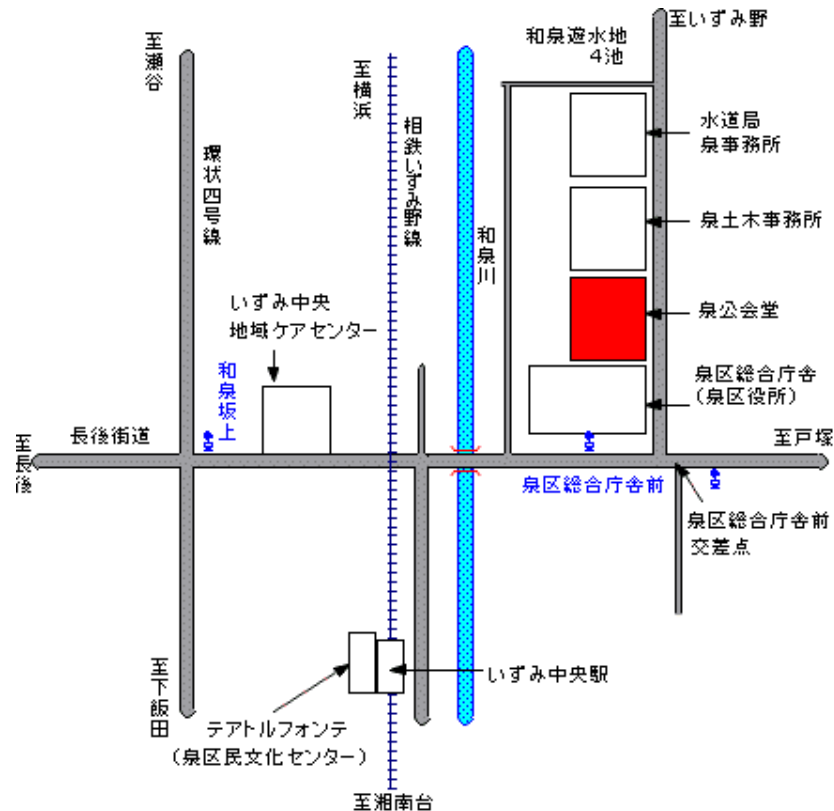 至いずみ野
和泉遊水地
4池
至瀬谷
至横浜
水道局
泉事務所
相鉄いずみ野線
環状四号線
泉土木事務所
和泉川
いずみ中央
地域ケアセンター
泉公会堂
和泉坂上
泉区総合庁舎
(泉区役所)
長後街道
至戸塚
至長後
泉区総合庁舎前
泉区総合庁舎前
交差点
至下飯田
いずみ中央駅
テアトルフォンテ
(泉区民文化センター)
至湘南台